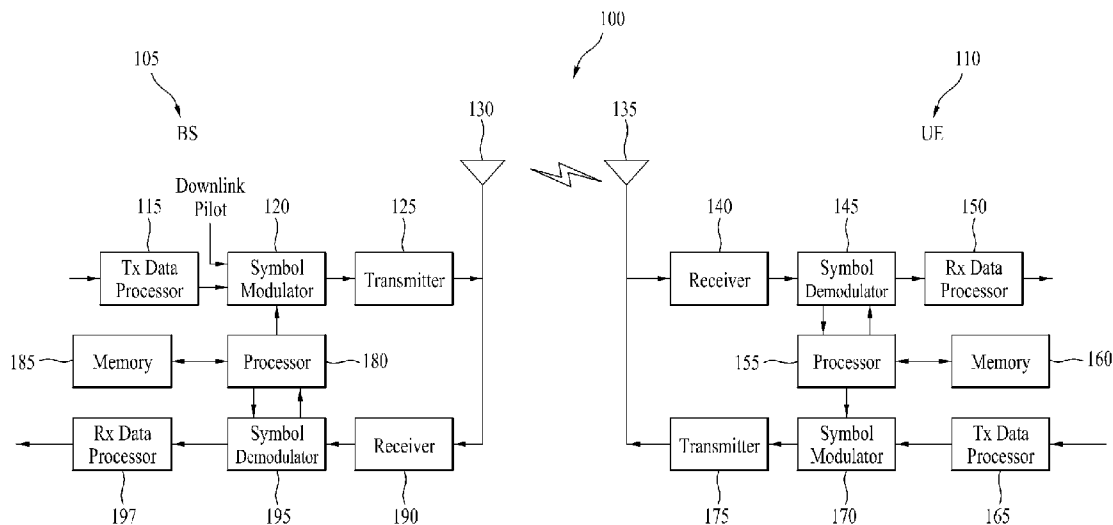 100
105
110
BS
130
135
UE
Downlink
Pilot
115
120
125
140
145
150
Tx Data
Processor
Symbol
Modulator
Transmitter
Receiver
Symbol
Demodulator
Rx Data
Processor
185
Memory
Processor
180
155
Processor
Memory
160
Rx Data
Processor
Symbol
Demodulator
Receiver
Transmitter
Symbol
Modulator
Tx Data
Processor
197
195
190
175
170
165